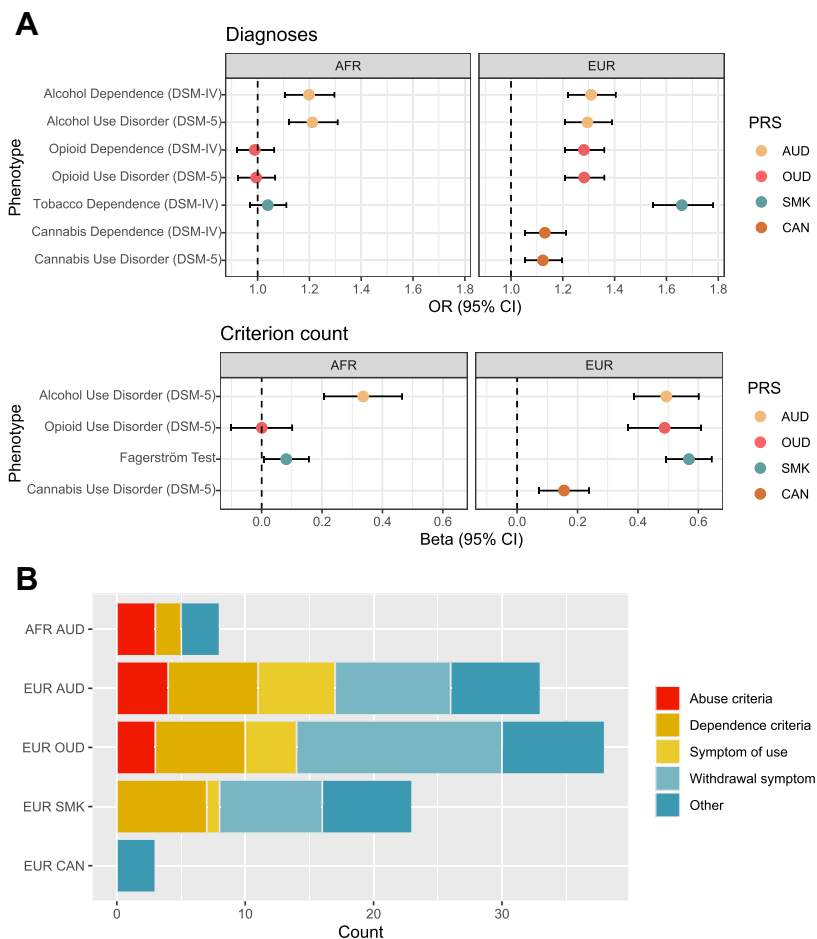 A
Diagnoses
AFR
EUR
Phenotype
Alcohol Dependence (DSM-IV)
Alcohol Use Disorder (DSM-5)
Opioid Dependence (DSM-IV)
Opioid Use Disorder (DSM-5)
Tobacco Dependence (DSM-IV)
Cannabis Dependence (DSM-IV)
Cannabis Use Disorder (DSM-5)
1.0 1.2 1.4 1.6 1.8
1.0 1.2 1.4 1.6 1.8
OR (95% CI)
PRS
AUD
OUD
SMK
CAN
Criterion count
AFR
EUR
Phenotype
Alcohol Use Disorder (DSM-5)
Opioid Use Disorder (DSM-5)
Fagerström Test
Cannabis Use Disorder (DSM-5)
0.0 0.2 0.4 0.6
0.0 0.2 0.4 0.6
Beta (95% CI)
PRS
AUD
OUD
SMK
CAN
B
AFR AUD
EUR AUD
EUR OUD
EUR SMK
EUR CAN
0 10 20 30
Count
Abuse criteria
Dependence criteria
Symptom of use
Withdrawal symptom
Other